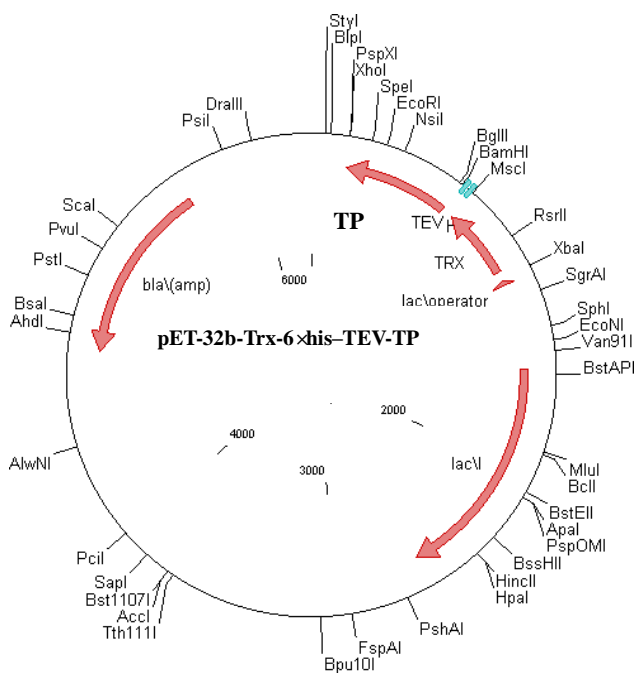 StyI
BlpI
PspXI
XhoI
SpeI
EcoRI
NsiI
BglII
BamHI
MscI
RsrII
XbaI
SgrAI
SphI
EcoNI
Van91I
BstAPI
MluI
BclI
BstEII
ApaI
PspOMI
BssHII
HincII
HpaI
PshAI
FspAI
Bpu10I
Tth111I
AccI
Bst1107I
SapI
PciI
AlwNI
AhdI
BsaI
PstI
PvuI
ScaI
PsiI
DraIII
TP
TEV H
TRX
lac\operator
bla\(amp)
6000
pET-32b-Trx-6×his–TEV-TP
2000
lac\I
4000
3000